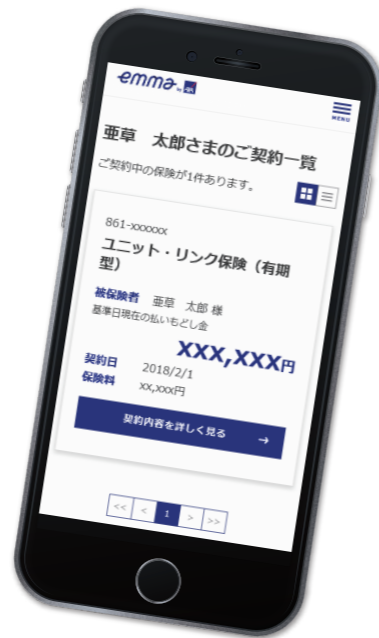 emma by AXA
MENU
亜草　太郎さまのご契約一覧
ご契約中の保険が1件あります。
861-xxxxxx
ユニット・リンク保険（有期
型）
被保険者 亜草　太郎 様
基準日現在の払いもどし金
xxx,xxx円
契約日 2018/2/1
保険料 xx,xxx円
契約内容を詳しく見る →
<< < 1 > >>